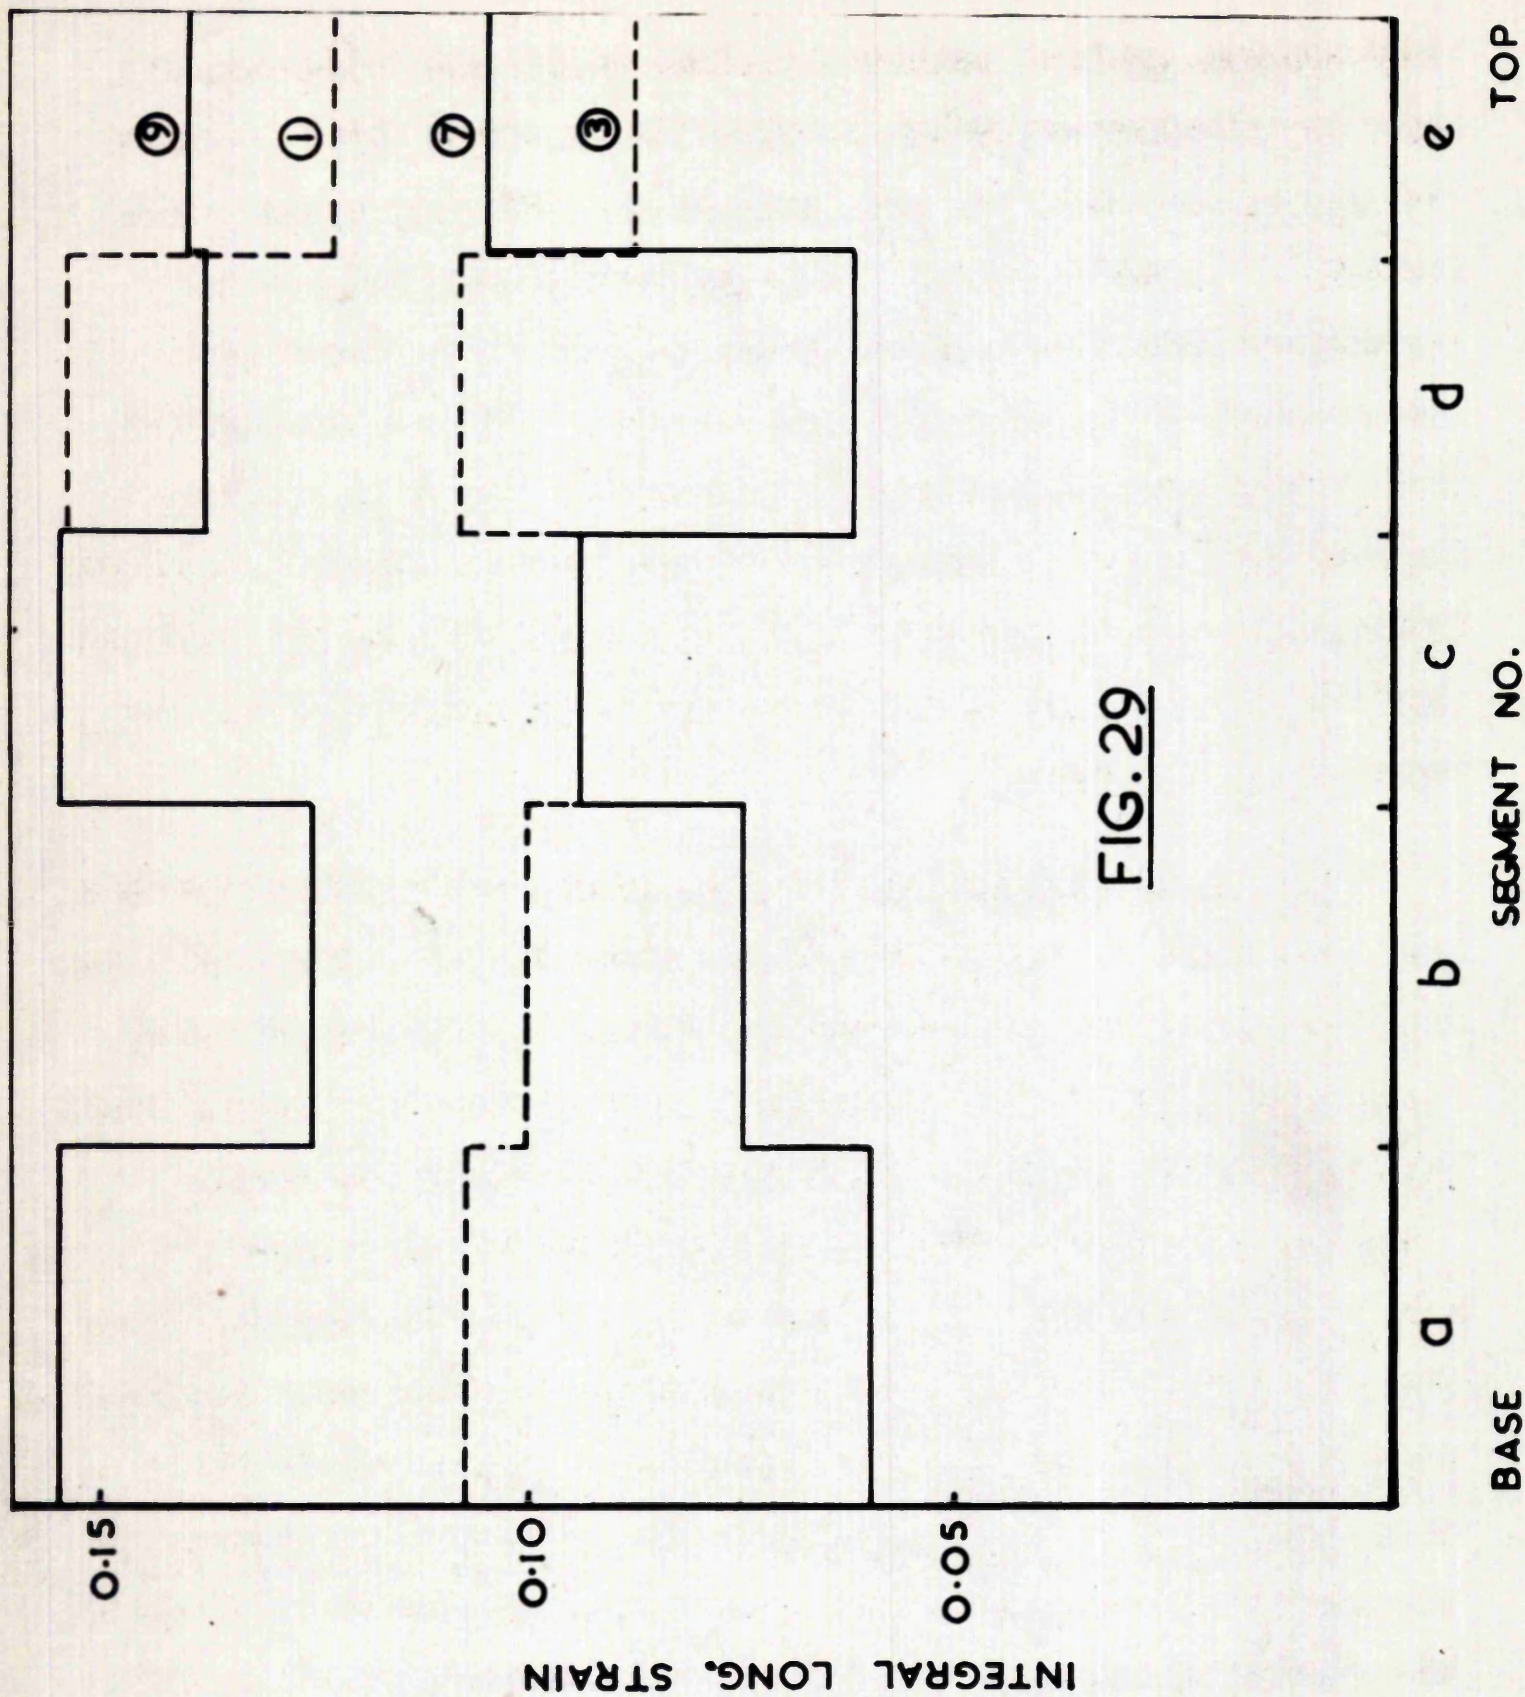 ⑨
①
⑦
③
0·15
0·10
0·05
INTEGRAL LONG. STRAIN
FIG. 29
a b c d e
BASE SEGMENT NO. TOP